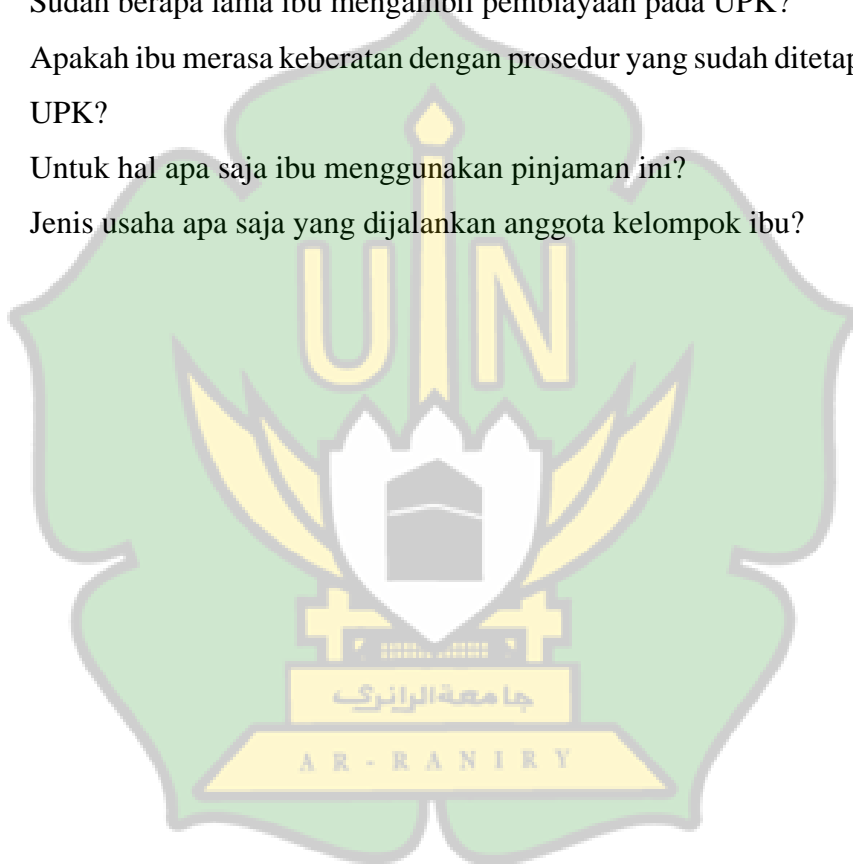 Sudah berapa lama ibu mengambil pembiayaan pada UPK?
Apakah ibu merasa keberatan dengan prosedur yang sudah ditetap
UPK?
Untuk hal apa saja ibu menggunakan pinjaman ini?
Jenis usaha apa saja yang dijalankan anggota kelompok ibu?
UIN
جامعة الرانري
AR-RANIRY